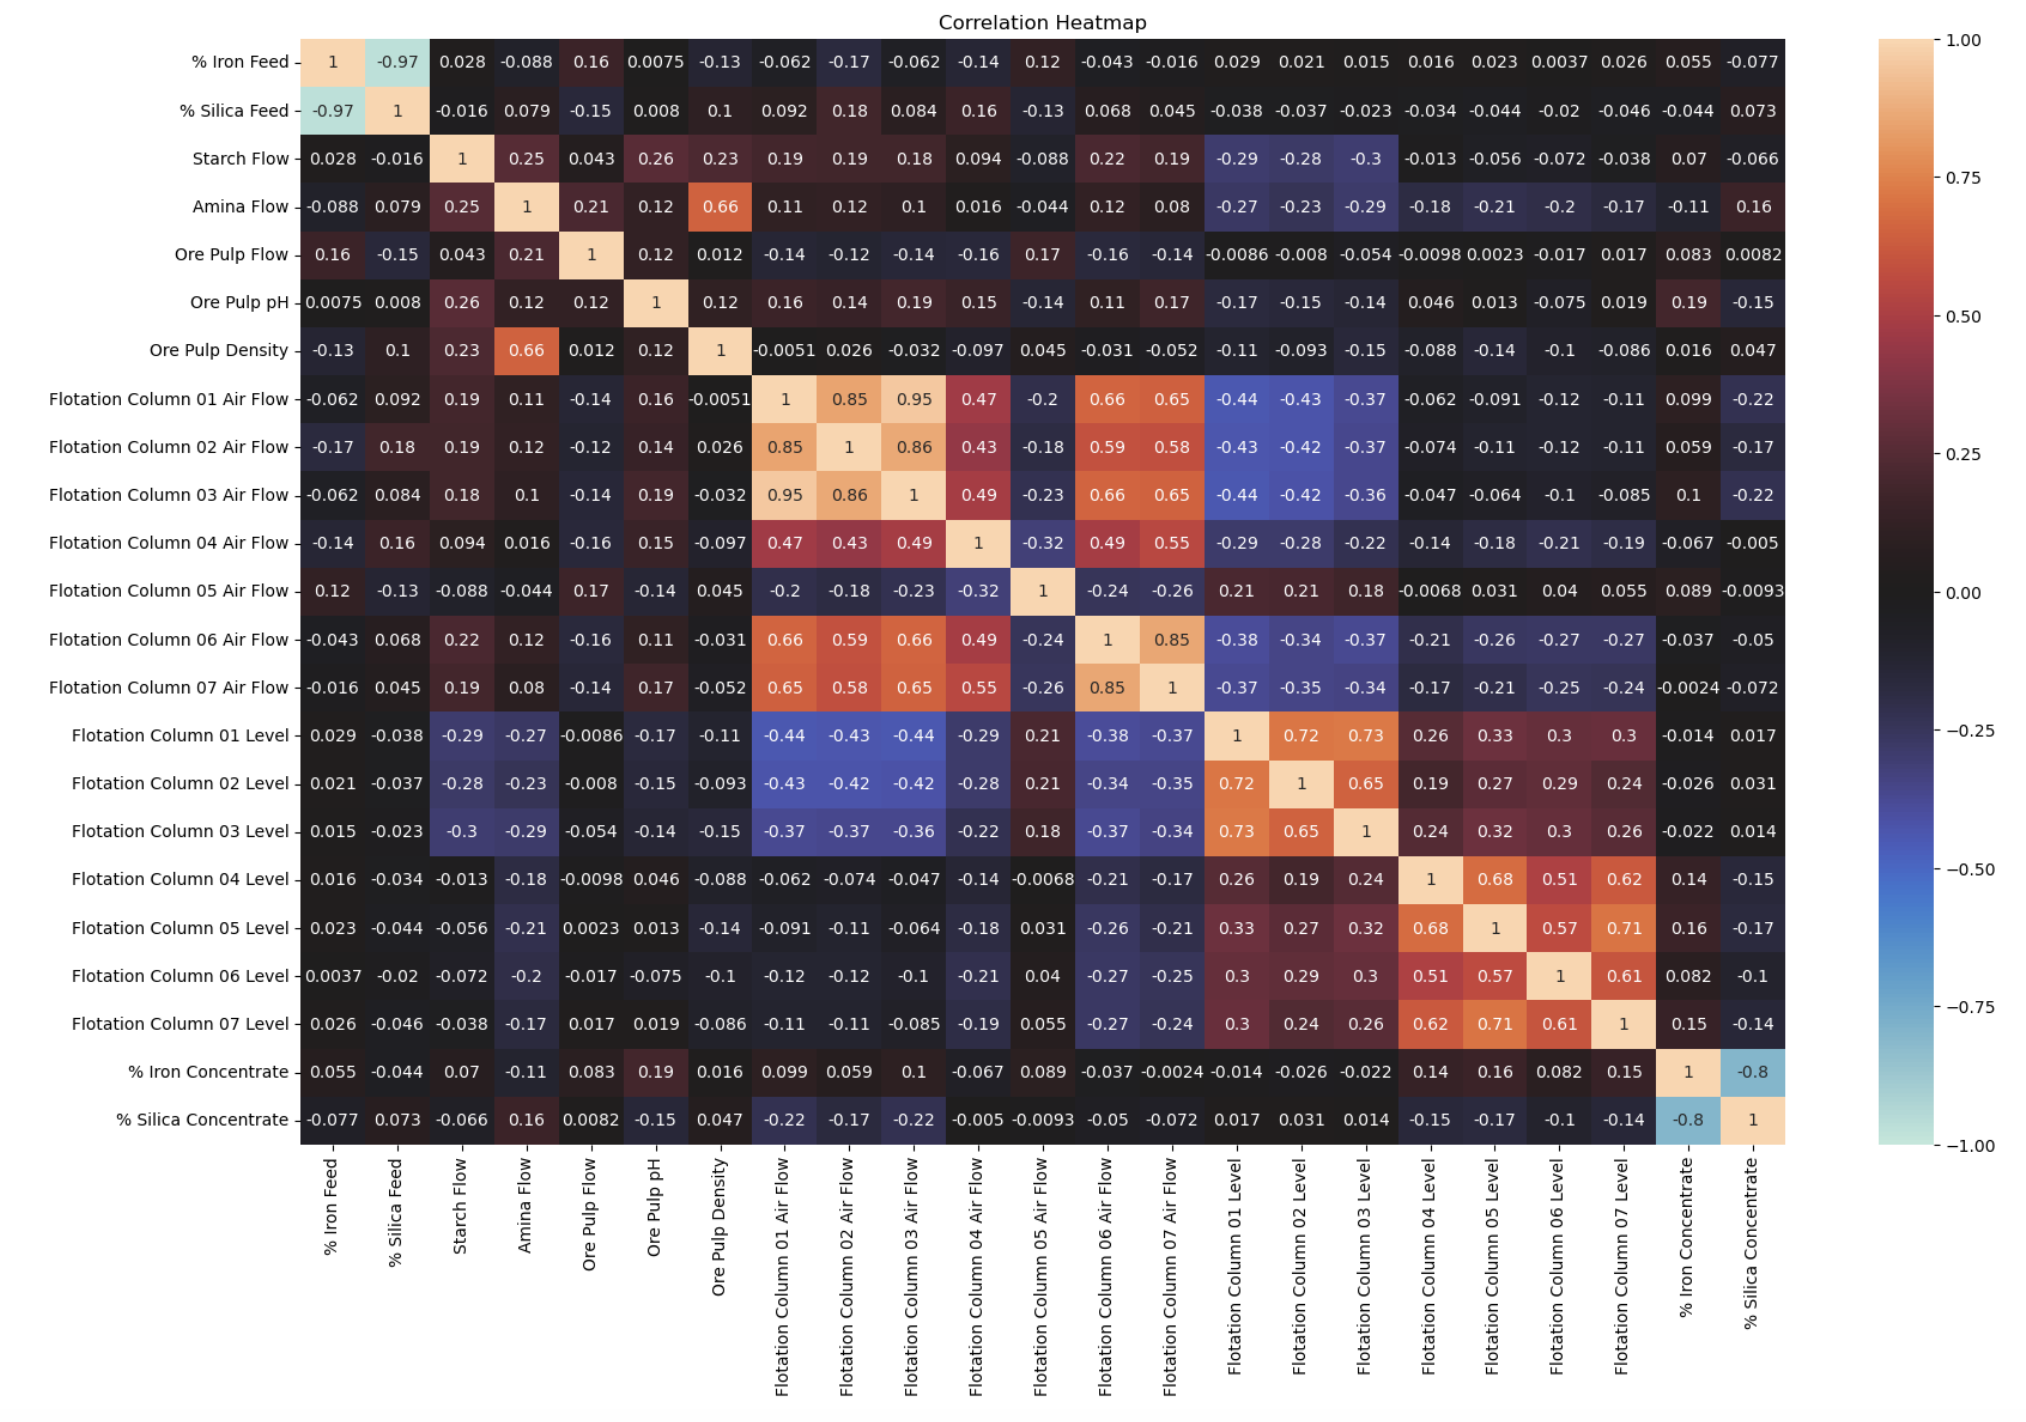 Correlation Heatmap
% Iron Feed 1 -0.97 0.028 -0.088 0.16 0.0075 -0.13 -0.062 -0.17 -0.062 -0.14 0.12 -0.043 -0.016 0.029 0.021 0.015 0.016 0.023 0.0037 0.026 0.055 -0.077
% Silica Feed -0.97 1 -0.016 0.079 -0.15 0.008 0.1 0.092 0.18 0.084 0.16 -0.13 0.068 0.045 -0.038 -0.037 -0.023 -0.034 -0.044 -0.02 -0.046 -0.044 0.073
Starch Flow 0.028 -0.016 1 0.25 0.043 0.26 0.23 0.19 0.19 0.18 0.094 -0.088 0.22 0.19 -0.29 -0.28 -0.3 -0.013 -0.056 -0.072 -0.038 0.07 -0.066
Amina Flow -0.088 0.079 0.25 1 0.21 0.12 0.66 0.11 0.12 0.1 0.016 -0.044 0.12 0.08 -0.27 -0.23 -0.29 -0.18 -0.21 -0.2 -0.17 -0.11 0.16
Ore Pulp Flow 0.16 -0.15 0.043 0.21 1 0.12 0.012 -0.14 -0.12 -0.14 -0.16 0.17 -0.16 -0.14 -0.0086 -0.008 -0.054 -0.0098 0.0023 -0.017 0.017 0.083 0.0082
Ore Pulp pH 0.0075 0.008 0.26 0.12 0.12 1 0.12 0.16 0.14 0.19 0.15 -0.14 0.11 0.17 -0.17 -0.15 -0.14 0.046 0.013 -0.075 0.019 0.19 -0.15
Ore Pulp Density -0.13 0.1 0.23 0.66 0.012 0.12 1 -0.0051 0.026 -0.032 -0.097 0.045 -0.031 -0.052 -0.11 -0.093 -0.15 -0.088 -0.14 -0.1 -0.086 0.016 0.047
Flotation Column 01 Air Flow -0.062 0.092 0.19 0.11 -0.14 0.16 -0.0051 1 0.85 0.95 0.47 -0.2 0.66 0.65 -0.44 -0.43 -0.37 -0.062 -0.091 -0.12 -0.11 0.099 -0.22
Flotation Column 02 Air Flow -0.17 0.18 0.19 0.12 -0.12 0.14 0.026 0.85 1 0.86 0.43 -0.18 0.59 0.58 -0.43 -0.42 -0.37 -0.074 -0.11 -0.12 -0.11 0.059 -0.17
Flotation Column 03 Air Flow -0.062 0.084 0.18 0.1 -0.14 0.19 -0.032 0.95 0.86 1 0.49 -0.23 0.66 0.65 -0.44 -0.42 -0.36 -0.047 -0.064 -0.1 -0.085 0.1 -0.22
Flotation Column 04 Air Flow -0.14 0.16 0.094 0.016 -0.16 0.15 -0.097 0.47 0.43 0.49 1 -0.32 0.49 0.55 -0.29 -0.28 -0.22 -0.14 -0.18 -0.21 -0.19 -0.067 -0.005
Flotation Column 05 Air Flow 0.12 -0.13 -0.088 -0.044 0.17 -0.14 0.045 -0.2 -0.18 -0.23 -0.32 1 -0.24 -0.26 0.21 0.21 0.18 -0.0068 0.031 0.04 0.055 0.089 -0.0093
Flotation Column 06 Air Flow -0.043 0.068 0.22 0.12 -0.16 0.11 -0.031 0.66 0.59 0.66 0.49 -0.24 1 0.85 -0.38 -0.34 -0.37 -0.21 -0.26 -0.27 -0.27 -0.037 -0.05
Flotation Column 07 Air Flow -0.016 0.045 0.19 0.08 -0.14 0.17 -0.052 0.65 0.58 0.65 0.55 -0.26 0.85 1 -0.37 -0.35 -0.34 -0.17 -0.21 -0.25 -0.24 -0.0024 -0.072
Flotation Column 01 Level 0.029 -0.038 -0.29 -0.27 -0.0086 -0.17 -0.11 -0.44 -0.43 -0.44 -0.29 0.21 -0.38 -0.37 1 0.72 0.73 0.26 0.33 0.3 0.3 -0.014 0.017
Flotation Column 02 Level 0.021 -0.037 -0.28 -0.23 -0.008 -0.15 -0.093 -0.43 -0.42 -0.42 -0.28 0.21 -0.34 -0.35 0.72 1 0.65 0.19 0.27 0.29 0.24 -0.026 0.031
Flotation Column 03 Level 0.015 -0.023 -0.3 -0.29 -0.054 -0.14 -0.15 -0.37 -0.37 -0.36 -0.22 0.18 -0.37 -0.34 0.73 0.65 1 0.24 0.32 0.3 0.26 -0.022 0.014
Flotation Column 04 Level 0.016 -0.034 -0.013 -0.18 -0.0098 0.046 -0.088 -0.062 -0.074 -0.047 -0.14 -0.0068 -0.21 -0.17 0.26 0.19 0.24 1 0.68 0.51 0.62 0.14 -0.15
Flotation Column 05 Level 0.023 -0.044 -0.056 -0.21 0.0023 0.013 -0.14 -0.091 -0.11 -0.064 -0.18 0.031 -0.26 -0.21 0.33 0.27 0.32 0.68 1 0.57 0.71 0.16 -0.17
Flotation Column 06 Level 0.0037 -0.02 -0.072 -0.2 -0.017 -0.075 -0.1 -0.12 -0.12 -0.1 -0.21 0.04 -0.27 -0.25 0.3 0.29 0.3 0.51 0.57 1 0.61 0.082 -0.1
Flotation Column 07 Level 0.026 -0.046 -0.038 -0.17 0.017 0.019 -0.086 -0.11 -0.11 -0.085 -0.19 0.055 -0.27 -0.24 0.3 0.24 0.26 0.62 0.71 0.61 1 0.15 -0.14
% Iron Concentrate 0.055 -0.044 0.07 -0.11 0.083 0.19 0.016 0.099 0.059 0.1 -0.067 0.089 -0.037 -0.0024 -0.014 -0.026 -0.022 0.14 0.16 0.082 0.15 1 -0.8
% Silica Concentrate -0.077 0.073 -0.066 0.16 0.0082 -0.15 0.047 -0.22 -0.17 -0.22 -0.005 -0.0093 -0.05 -0.072 0.017 0.031 0.014 -0.15 -0.17 -0.1 -0.14 -0.8 1
% Iron Feed
% Silica Feed
Starch Flow
Amina Flow
Ore Pulp Flow
Ore Pulp pH
Ore Pulp Density
Flotation Column 01 Air Flow
Flotation Column 02 Air Flow
Flotation Column 03 Air Flow
Flotation Column 04 Air Flow
Flotation Column 05 Air Flow
Flotation Column 06 Air Flow
Flotation Column 07 Air Flow
Flotation Column 01 Level
Flotation Column 02 Level
Flotation Column 03 Level
Flotation Column 04 Level
Flotation Column 05 Level
Flotation Column 06 Level
Flotation Column 07 Level
% Iron Concentrate
% Silica Concentrate
1.00
0.75
0.50
0.25
0.00
−0.25
−0.50
−0.75
−1.00